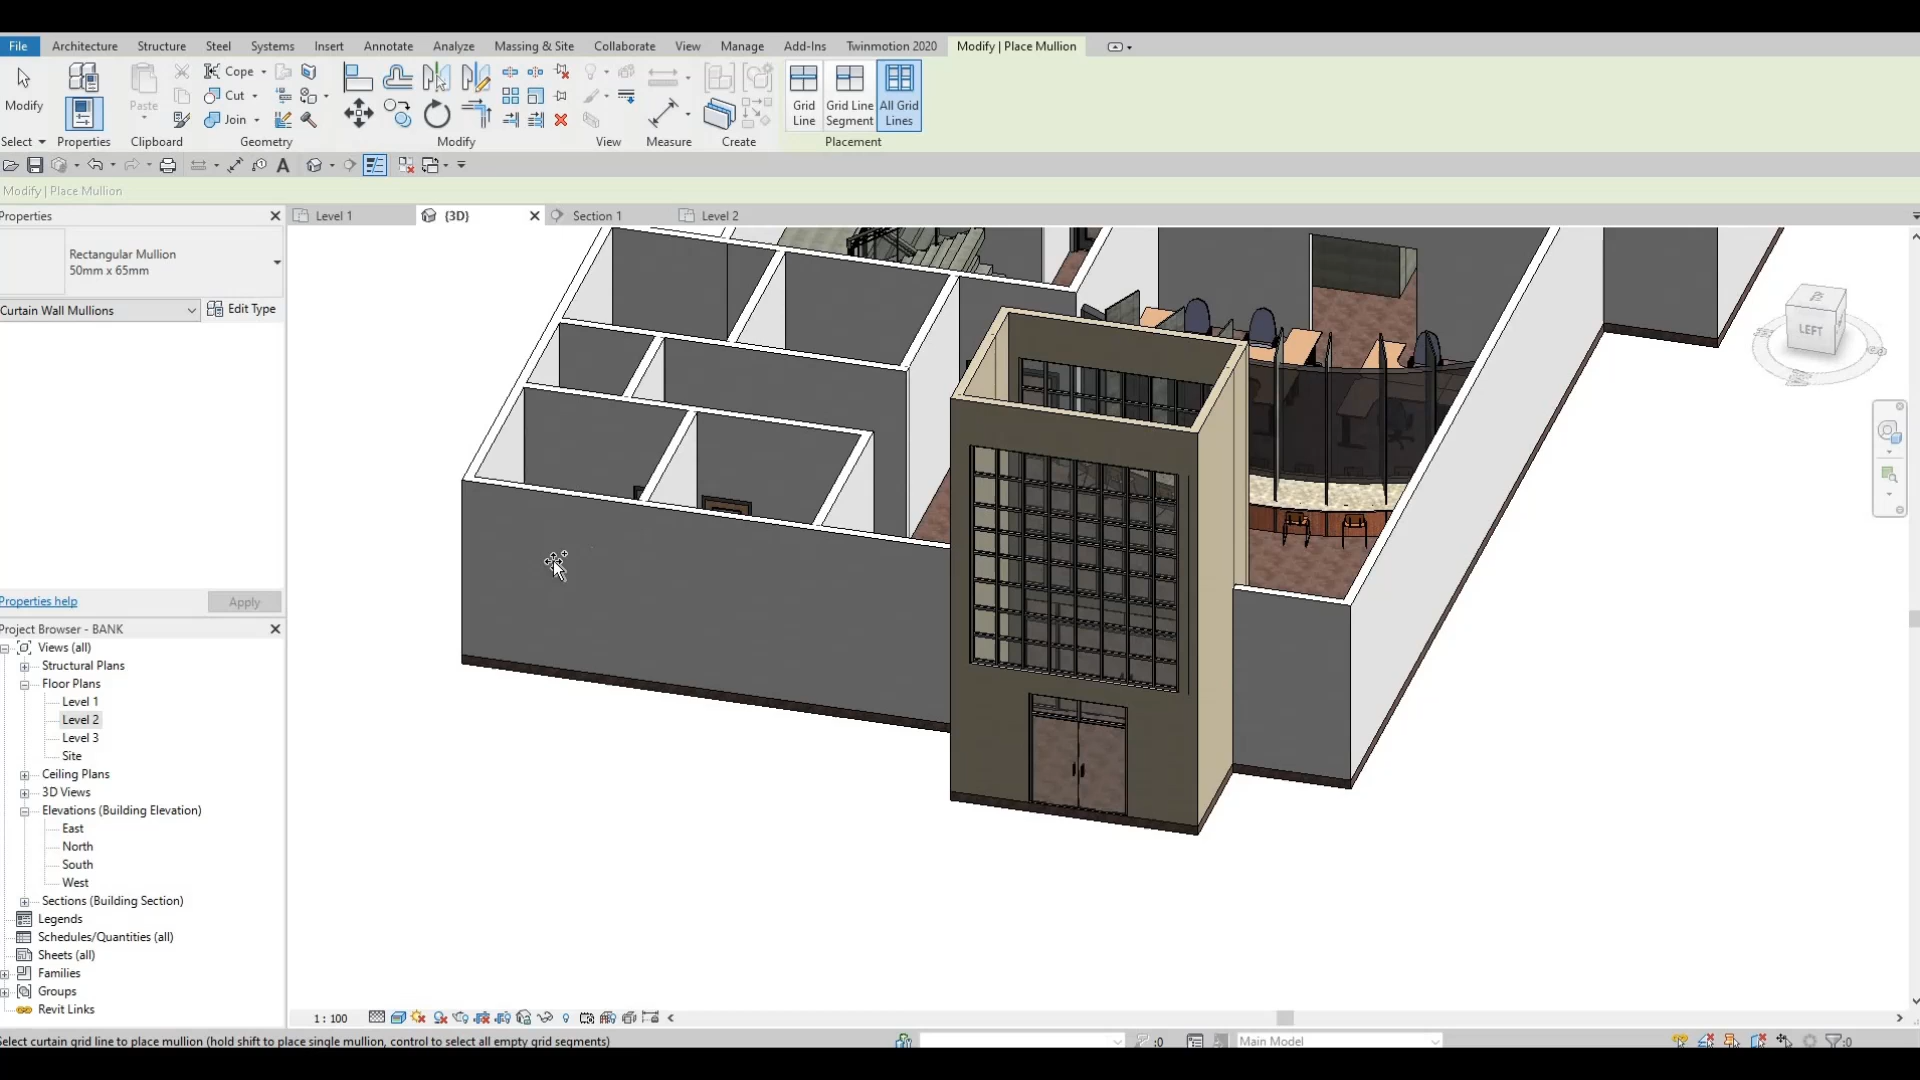 File Architecture Structure Steel Systems Insert Annotate Analyze Massing & Site Collaborate View Manage Add-Ins Twinmotion 2020 Modify | Place Mullion
Cope
Modify Paste Cut Grid Line Grid Line Segment All Grid Lines
Join
Select Properties Clipboard Geometry Modify View Measure Create Placement
A
Modify | Place Mullion
Properties
Level 1 {3D} Section 1 Level 2
Rectangular Mullion
50mm x 65mm
Curtain Wall Mullions Edit Type
LEFT
Properties help Apply
Project Browser - BANK
Views (all)
Structural Plans
Floor Plans
Level 1
Level 2
Level 3
Site
Ceiling Plans
3D Views
Elevations (Building Elevation)
East
North
South
West
Sections (Building Section)
Legends
Schedules/Quantities (all)
Sheets (all)
Families
Groups
Revit Links
1 : 100
Select curtain grid line to place mullion (hold shift to place single mullion, control to select all empty grid segments)
:0 Main Model :0